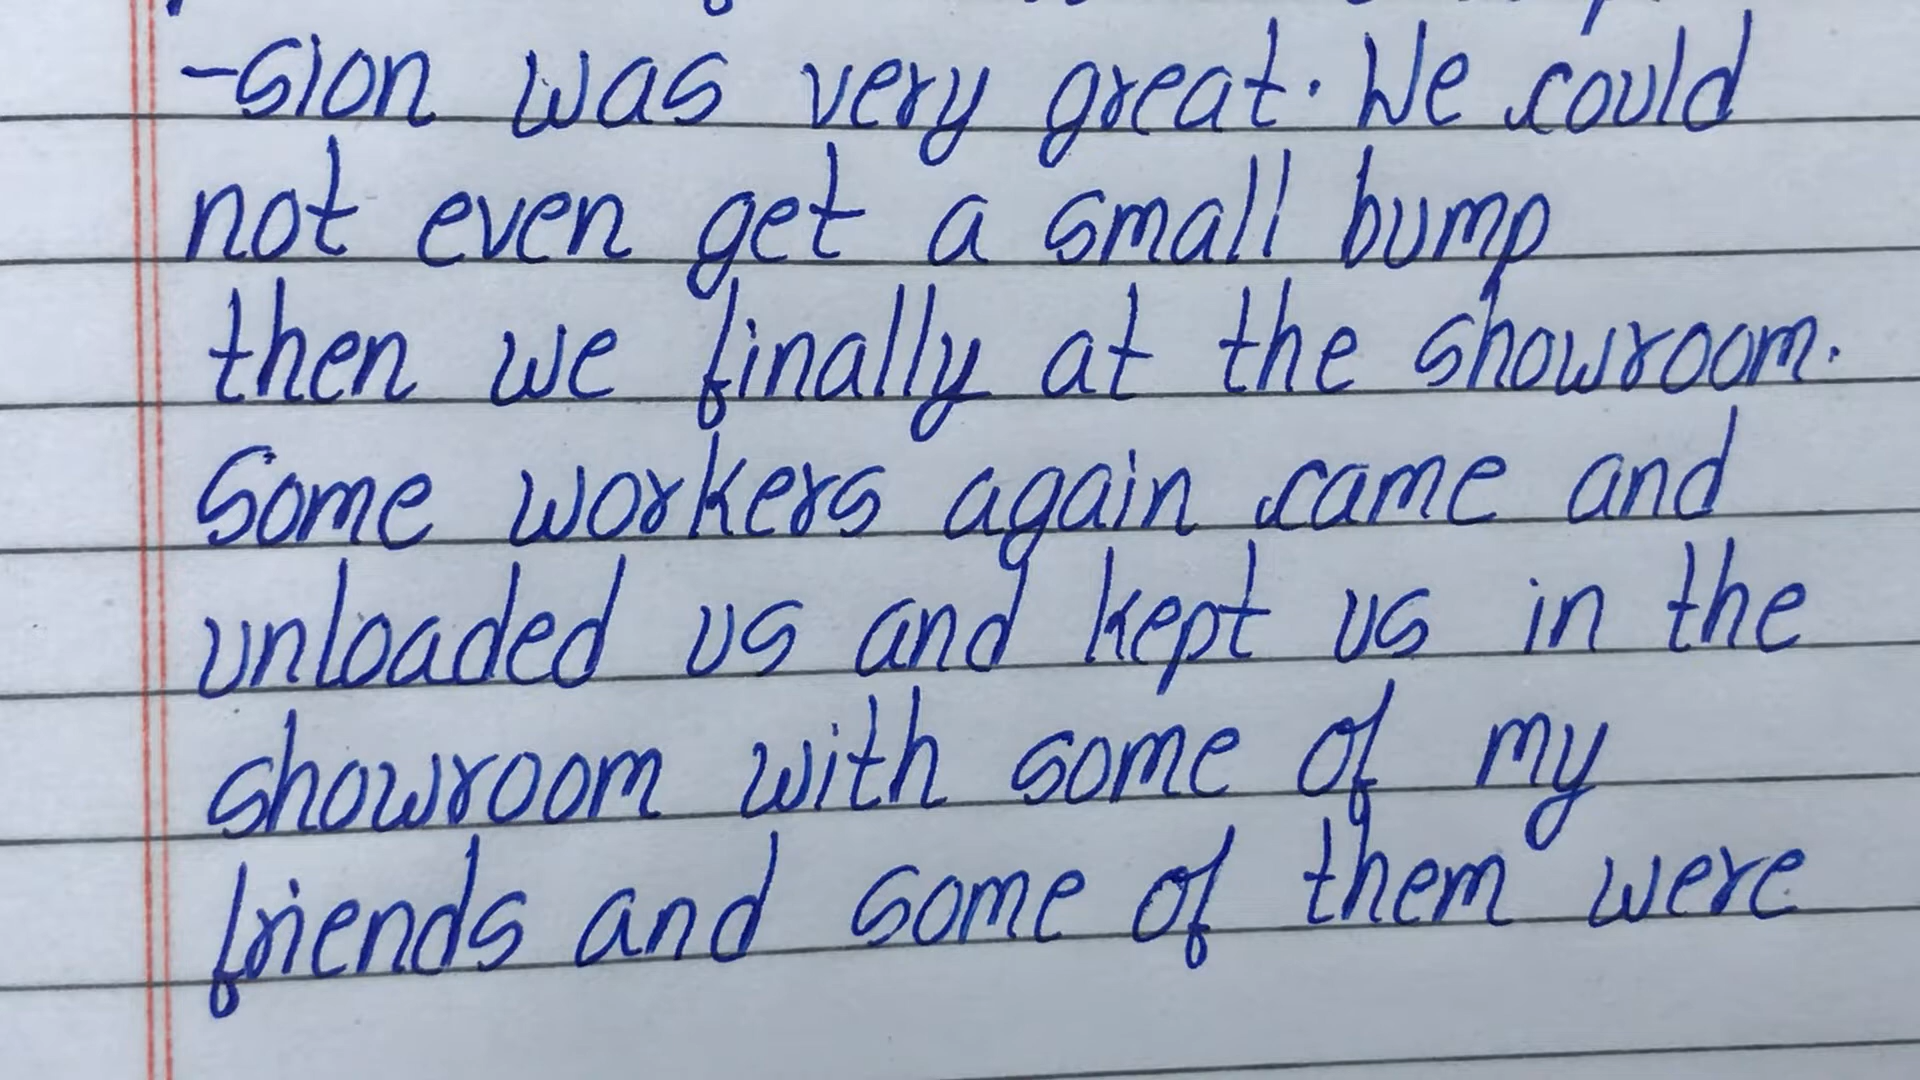 -sion was very great. We could
not even get a small bump
then we finally at the showroom.
Some workers again came and
unloaded us and kept us in the
showroom with some of my
friends and some of them were